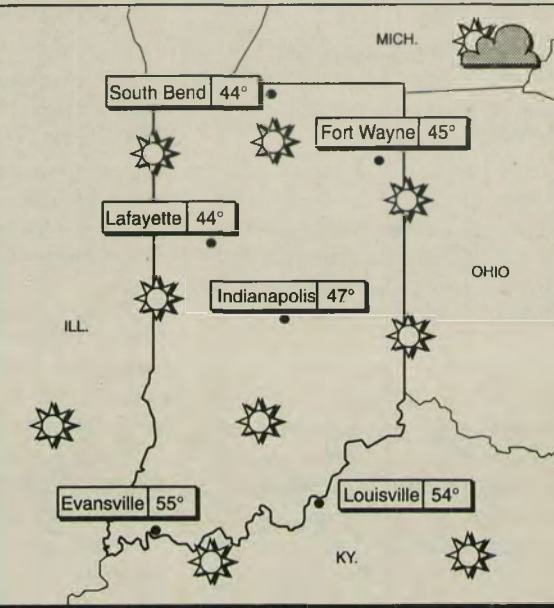 MICH.
South Bend 44°
Fort Wayne 45°
Lafayette 44°
OHIO
Indianapolis 47°
ILL.
Evansville 55°
Louisville 54°
KY.